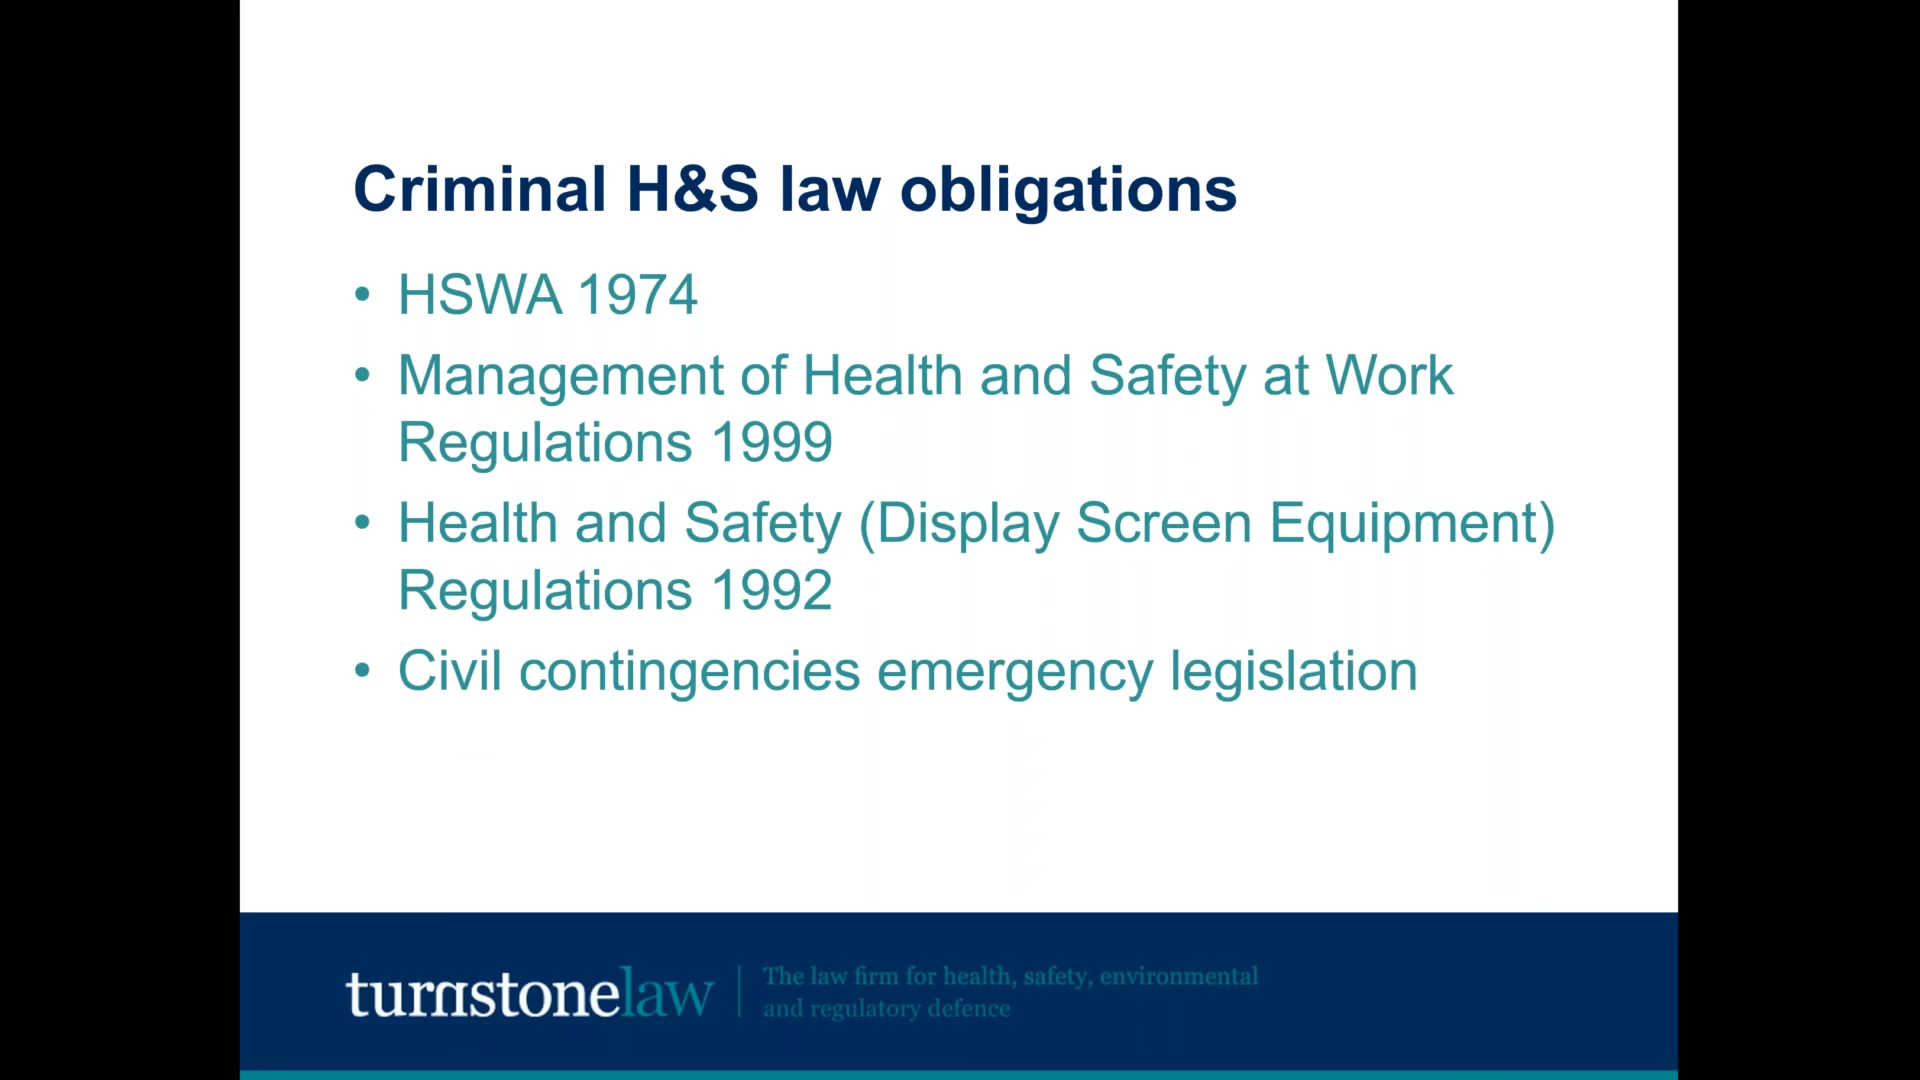 Criminal H&S law obligations
• HSWA 1974
• Management of Health and Safety at Work
Regulations 1999
• Health and Safety (Display Screen Equipment)
Regulations 1992
• Civil contingencies emergency legislation
turnstonelaw
The law firm for health, safety, environmental
and regulatory defence